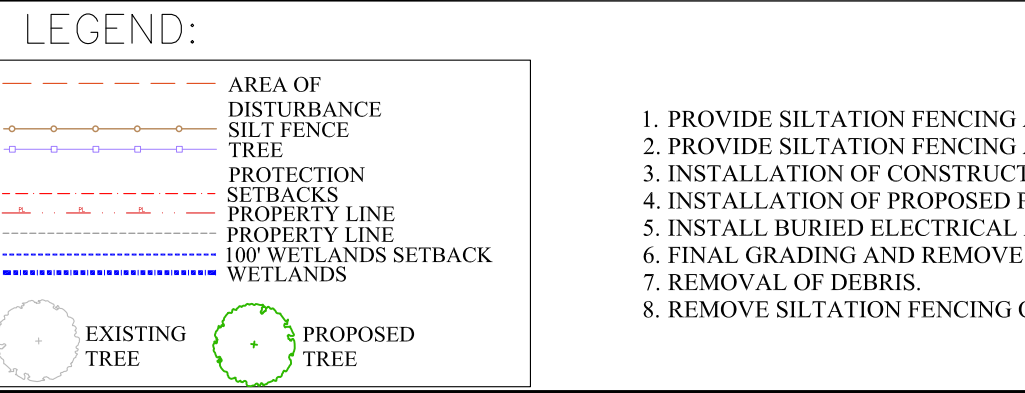 LEGEND:
AREA OF
DISTURBANCE
SILT FENCE
TREE
PROTECTION
SETBACKS
PL PL PL
PROPERTY LINE
PROPERTY LINE
100' WETLANDS SETBACK
WETLANDS
EXISTING
TREE
PROPOSED
TREE
1. PROVIDE SILTATION FENCING
2. PROVIDE SILTATION FENCING
3. INSTALLATION OF CONSTRUCT
4. INSTALLATION OF PROPOSED
5. INSTALL BURIED ELECTRICAL
6. FINAL GRADING AND REMOVE
7. REMOVAL OF DEBRIS.
8. REMOVE SILTATION FENCING